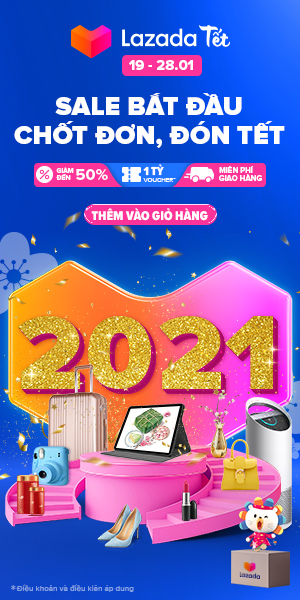 Lazada Tết
19 - 28.01
SALE BẮT ĐẦU
CHỐT ĐƠN, ĐÓN TẾT
GIẢM ĐẾN 50%
1 TỶ VOUCHER**
MIỄN PHÍ GIAO HÀNG
THÊM VÀO GIỎ HÀNG
2021
Lazada
*Điều khoản và điều kiện áp dụng